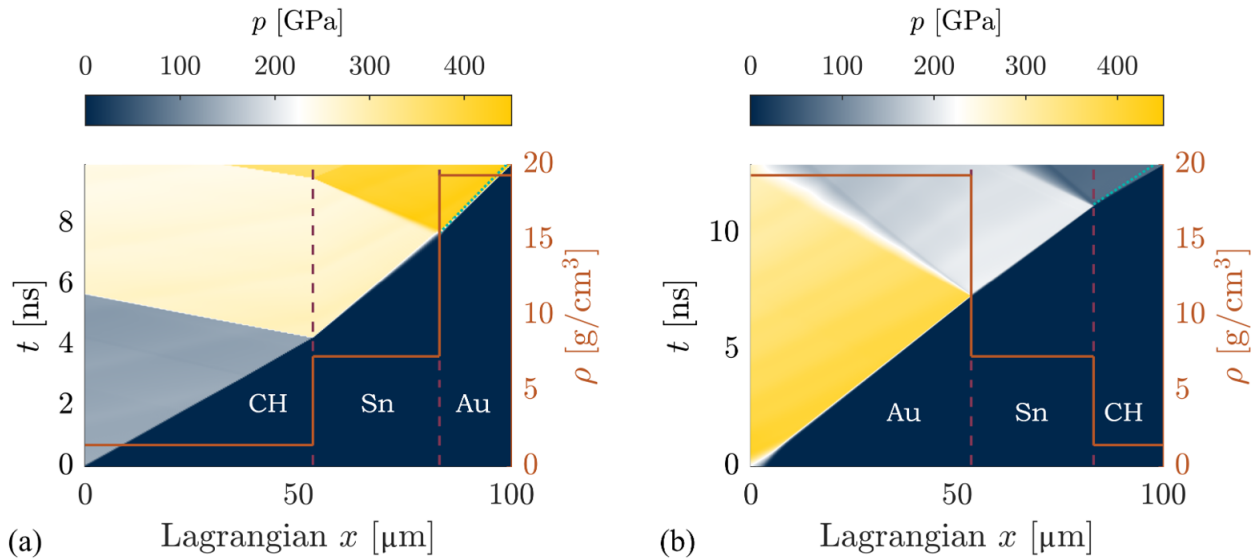 p [GPa]
0 100 200 300 400
t [ns]
8
6
4
2
0
CH Sn Au
20
15
10
5
0
ρ [g/cm³]
0 50 100
Lagrangian x [μm]
(a)
p [GPa]
0 100 200 300 400
t [ns]
10
5
0
Au Sn CH
20
15
10
5
0
ρ [g/cm³]
0 50 100
Lagrangian x [μm]
(b)